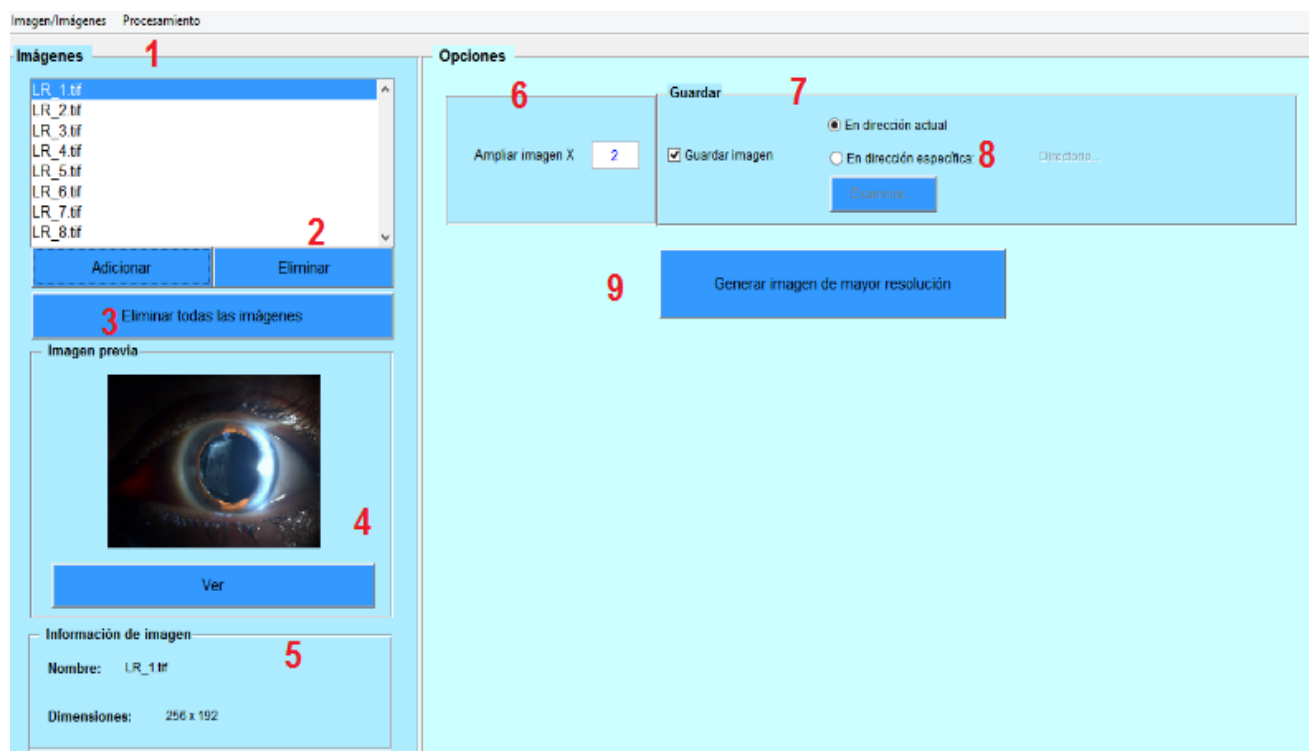 Imagen/Imágenes Procesamiento
1
Imágenes
LR_1.tif
LR_2.tif
LR_3.tif
LR_4.tif
LR_5.tif
LR_6.tif
LR_7.tif
LR_8.tif
2
Adicionar Eliminar
3 Eliminar todas las imágenes
Imagen previa
4
Ver
Información de imagen
5
Nombre: LR_1.tif
Dimensiones: 256 x 192
Opciones
6
Ampliar imagen X 2
Guardar 7
En dirección actual
Guardar imagen
En dirección específica: 8 Directorio...
Examinar...
9 Generar imagen de mayor resolución